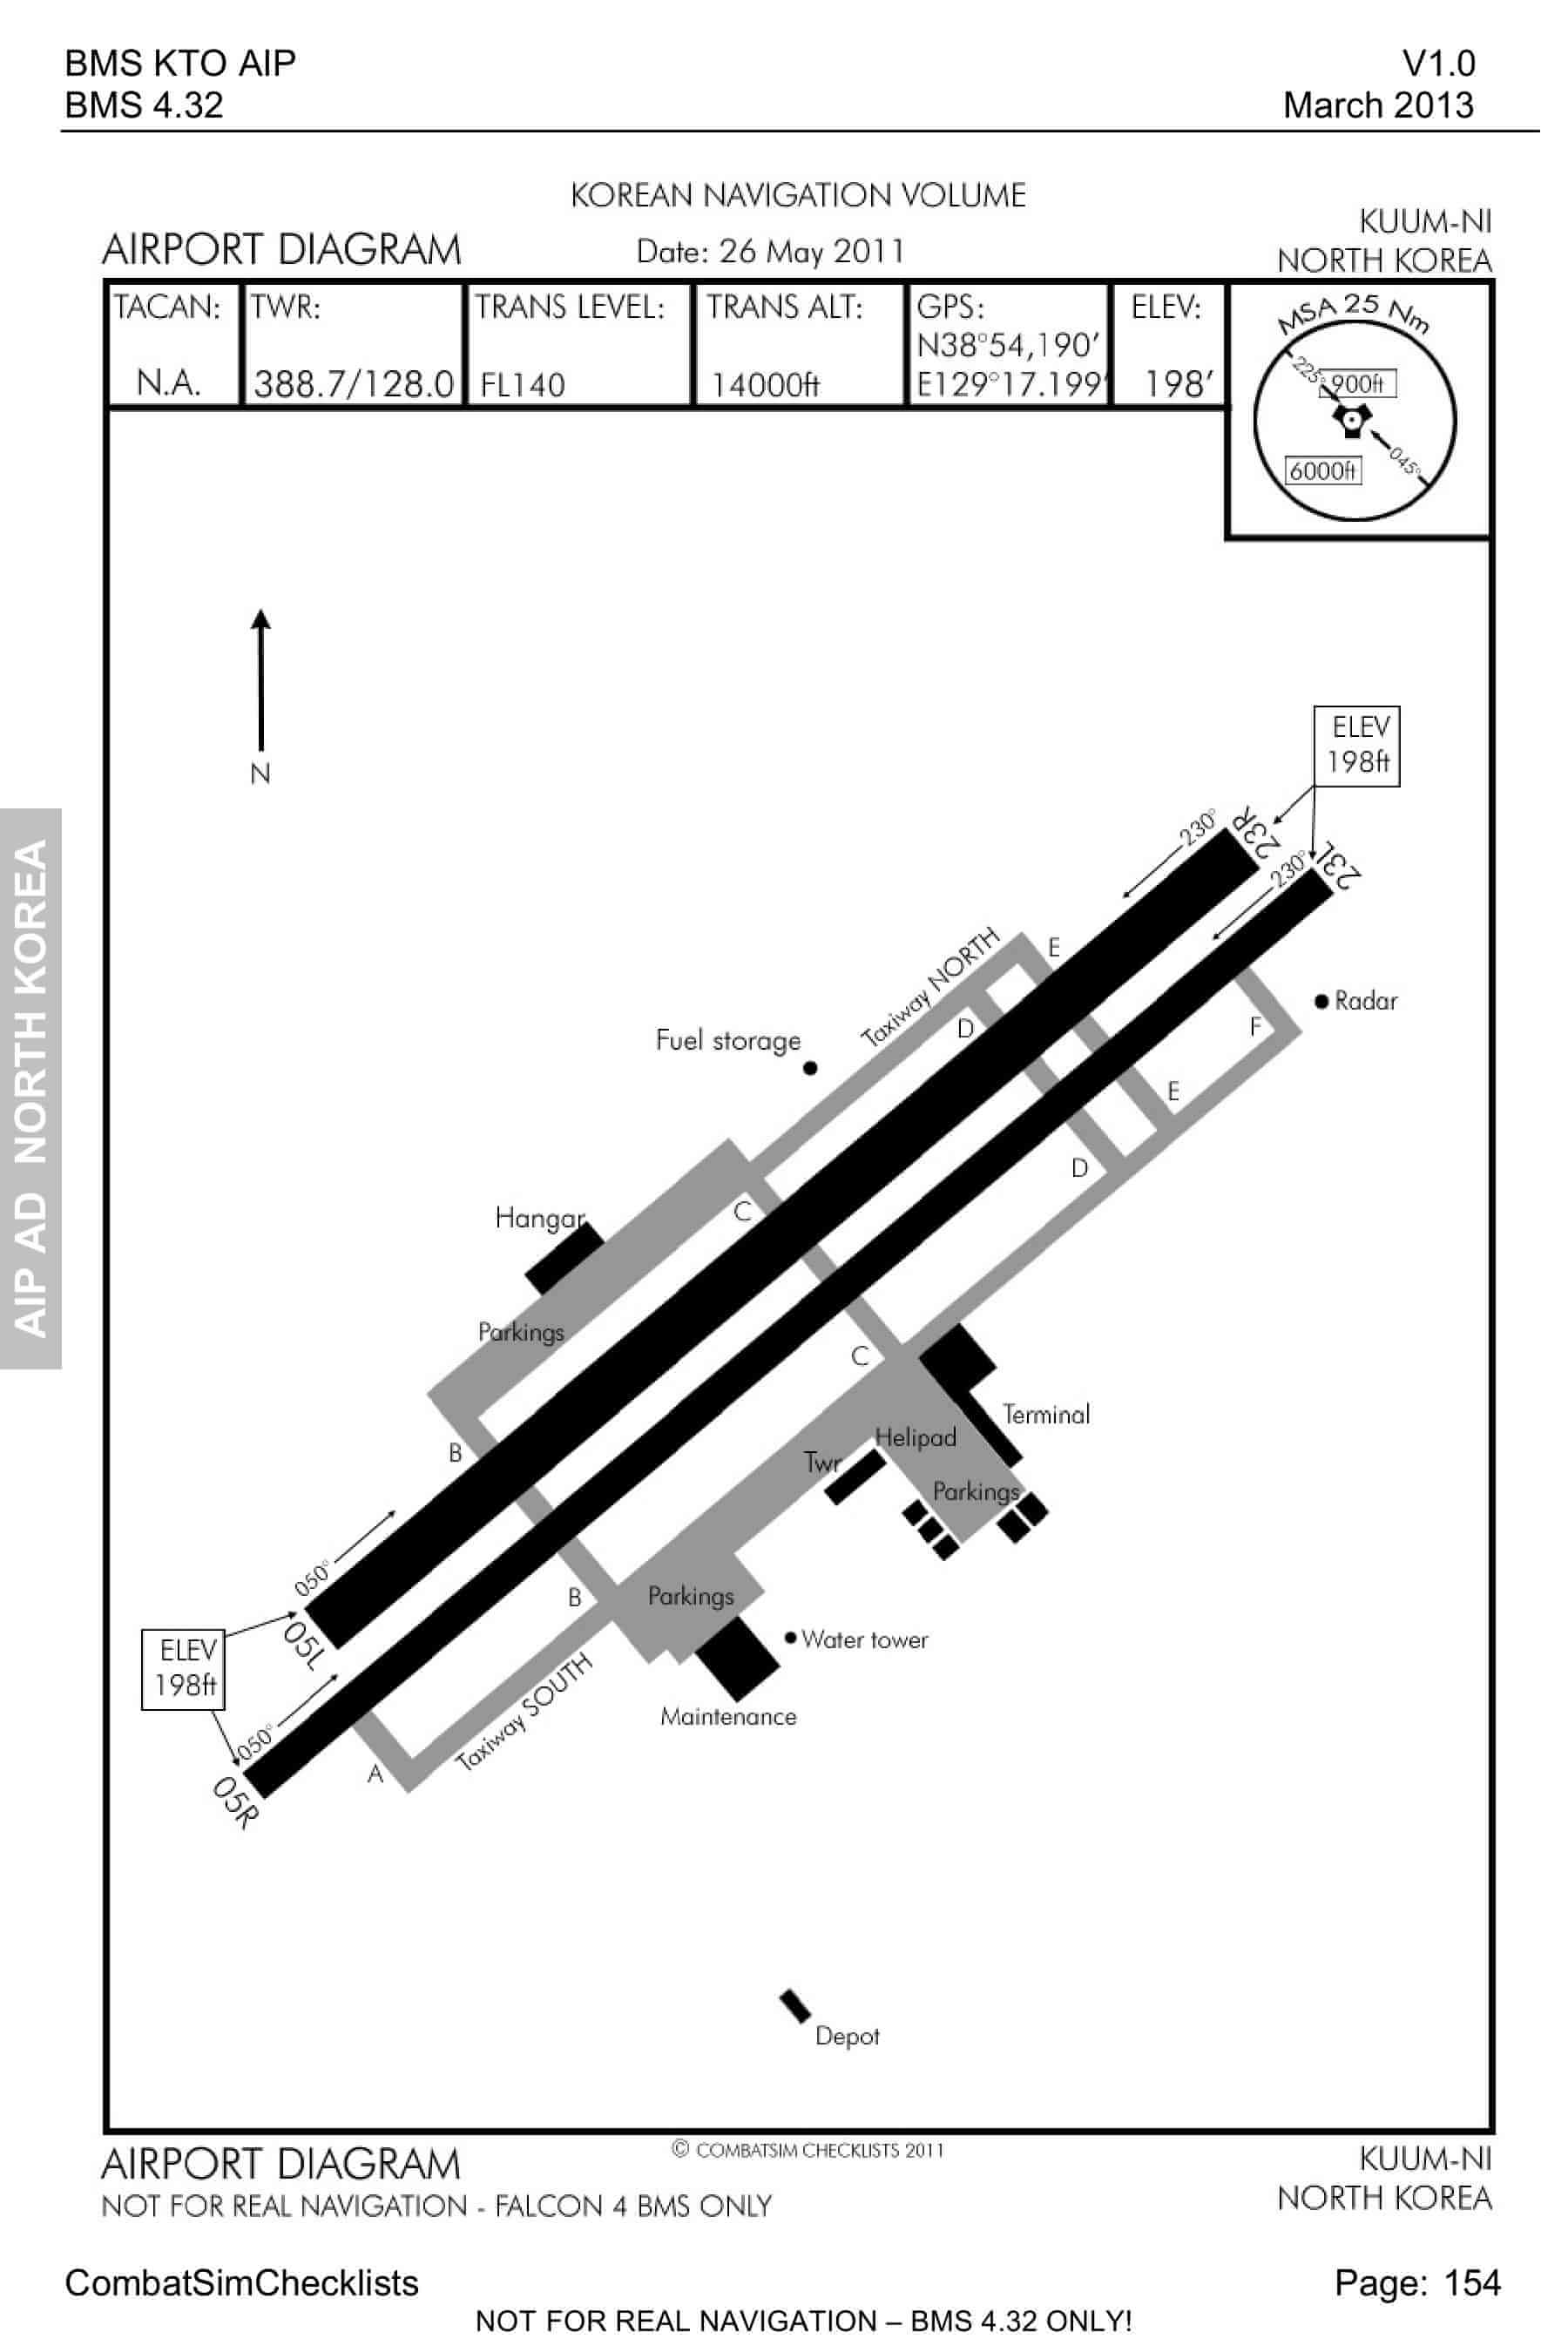 BMS KTO AIP
V1.0
BMS 4.32
March 2013
KOREAN NAVIGATION VOLUME
KUUM-NI
AIRPORT DIAGRAM
Date: 26 May 2011
NORTH KOREA
TACAN:
N.A.
TWR:
388.7/128.0
TRANS LEVEL:
FL140
TRANS ALT:
14000ft
GPS:
N38°54,190'
E129°17.199'
ELEV:
198'
MSA 25 Nm
225°
900ft
045°
6000ft
N
ELEV
198ft
230°
23R
230°
23L
Taxiway NORTH
E
Radar
D
F
Fuel storage
E
D
Hangar
C
Parkings
C
Terminal
Helipad
B
Twr
Parkings
050°
B
Parkings
05L
ELEV
198ft
Water tower
Taxiway SOUTH
Maintenance
050°
A
05R
Depot
AIP AD NORTH KOREA
AIRPORT DIAGRAM
© COMBATSIM CHECKLISTS 2011
KUUM-NI
NOT FOR REAL NAVIGATION - FALCON 4 BMS ONLY
NORTH KOREA
CombatSimChecklists
Page: 154
NOT FOR REAL NAVIGATION – BMS 4.32 ONLY!